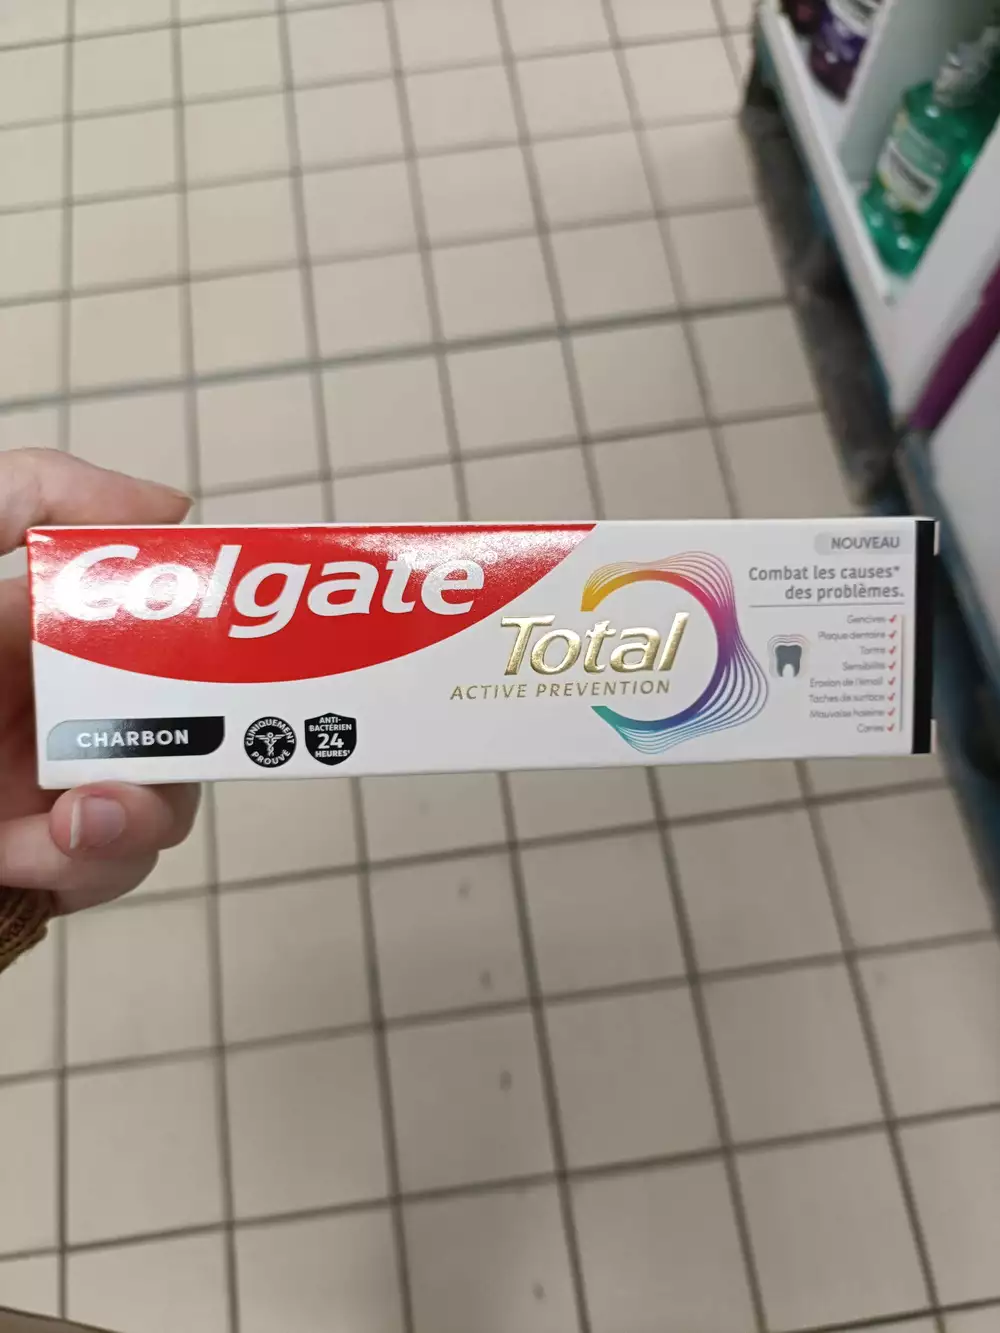 Colgate
Total
ACTIVE PREVENTION
CHARBON
CLINIQUEMENT
PROUVÉ
ANTI-
BACTÉRIEN
24
HEURES*
NOUVEAU
Combat les causes*
des problèmes.
Gencives
Plaque dentaire
Tartre
Sensibilité
Érosion de l'émail
Taches de surface
Mauvaise haleine
Caries